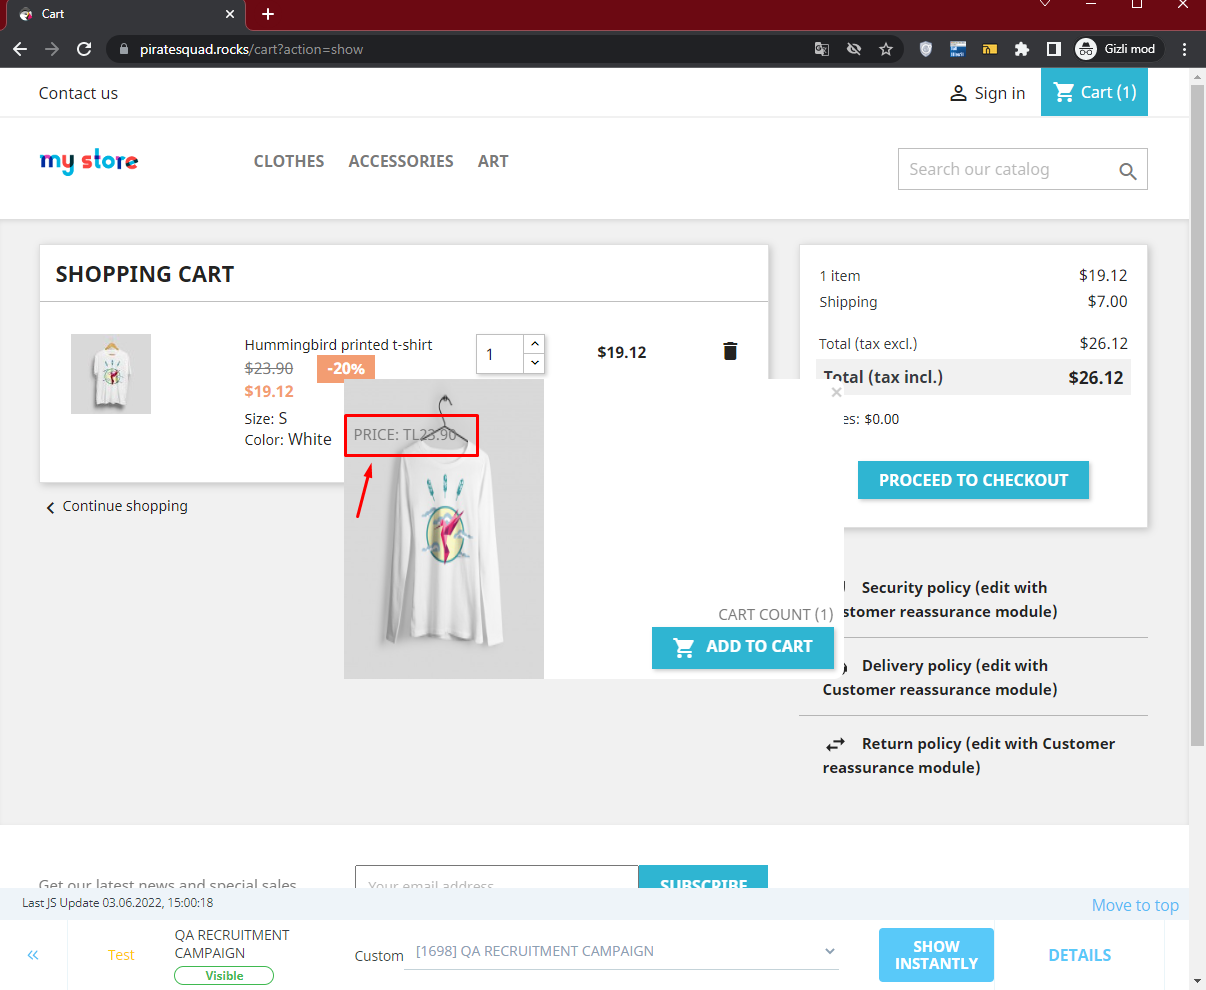 Cart
piratesquad.rocks/cart?action=show
Gizli mod
Contact us
Sign in
Cart (1)
my store
CLOTHES ACCESSORIES ART
Search our catalog
SHOPPING CART
Hummingbird printed t-shirt
$23.90 -20%
$19.12
Size: S
Color: White
1
$19.12
Continue shopping
1 item $19.12
Shipping $7.00
Total (tax excl.) $26.12
Total (tax incl.) $26.12
es: $0.00
PROCEED TO CHECKOUT
PRICE: TL23.90
CART COUNT (1)
ADD TO CART
Security policy (edit with
stomer reassurance module)
Delivery policy (edit with
Customer reassurance module)
Return policy (edit with Customer
reassurance module)
Get our latest news and special sales
Your email address
SUBSCRIBE
Last JS Update 03.06.2022, 15:00:18
Move to top
«
Test
QA RECRUITMENT
CAMPAIGN
Visible
Custom
[1698] QA RECRUITMENT CAMPAIGN
SHOW
INSTANTLY
DETAILS